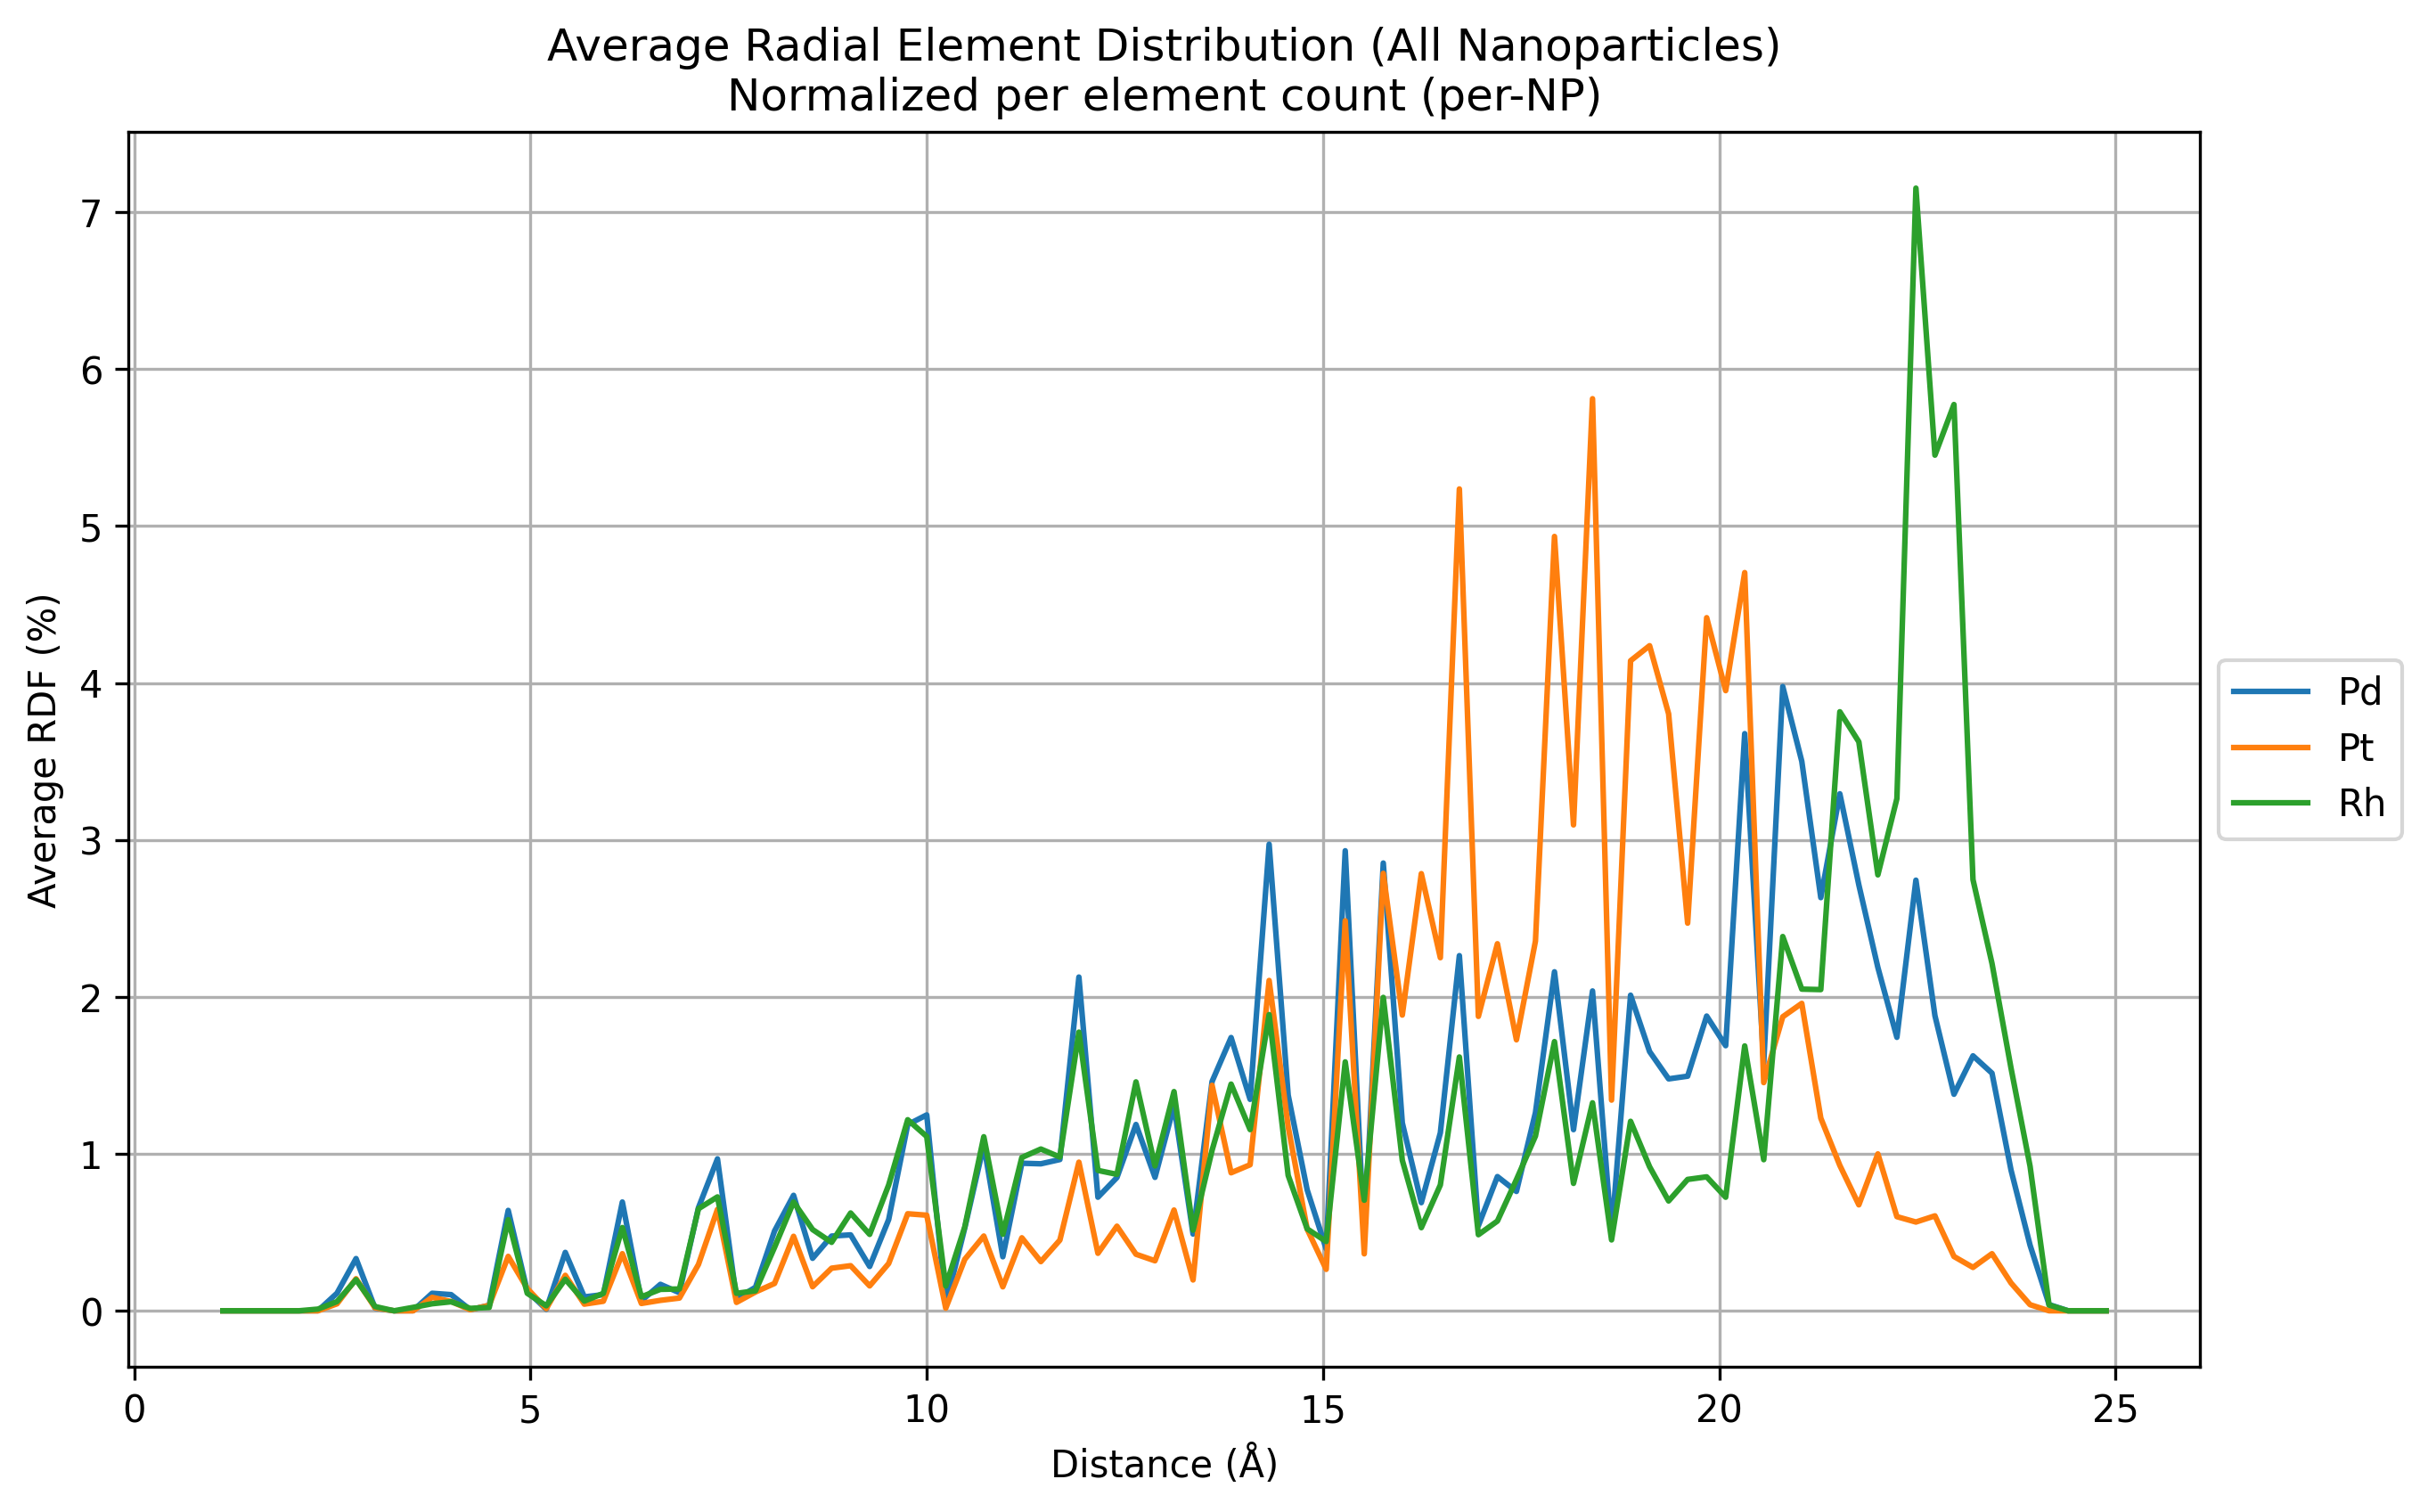 Average Radial Element Distribution (All Nanoparticles)
Normalized per element count (per-NP)
Average RDF (%)
7
6
5
4
3
2
1
0
0
5
10
15
20
25
Distance (Å)
Pd
Pt
Rh